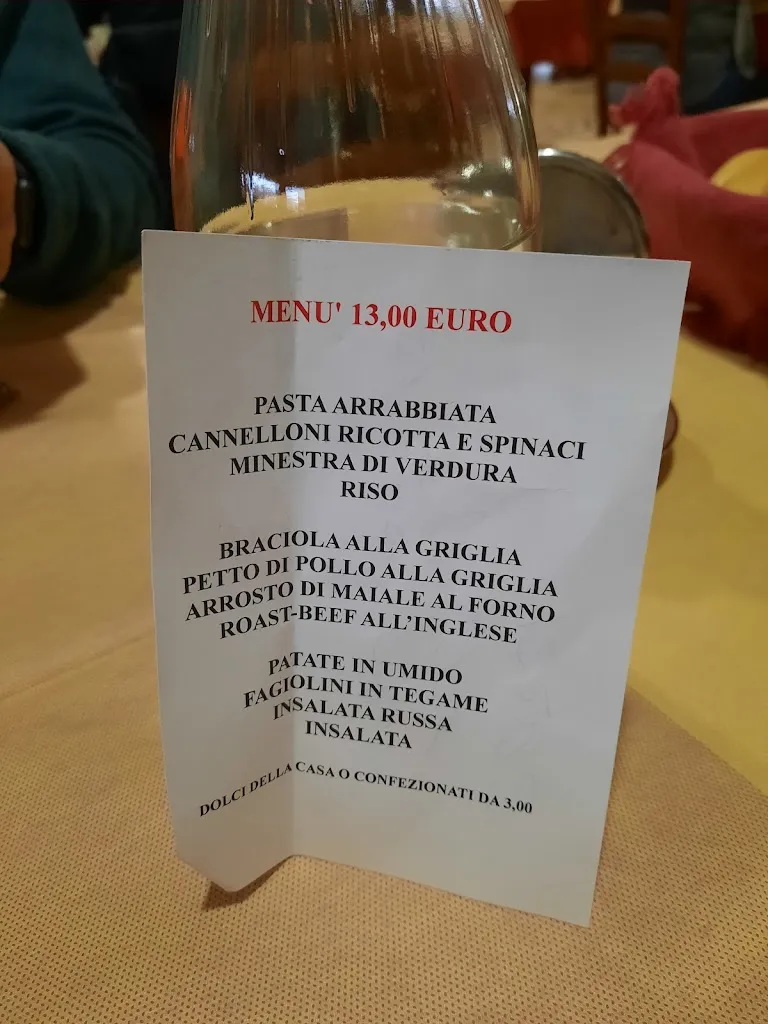 MENU' 13,00 EURO
PASTA ARRABBIATA
CANNELLONI RICOTTA E SPINACI
MINESTRA DI VERDURA
RISO
BRACIOLA ALLA GRIGLIA
PETTO DI POLLO ALLA GRIGLIA
ARROSTO DI MAIALE AL FORNO
ROAST-BEEF ALL’INGLESE
PATATE IN UMIDO
FAGIOLINI IN TEGAME
INSALATA RUSSA
INSALATA
DOLCI DELLA CASA O CONFEZIONATI DA 3,00